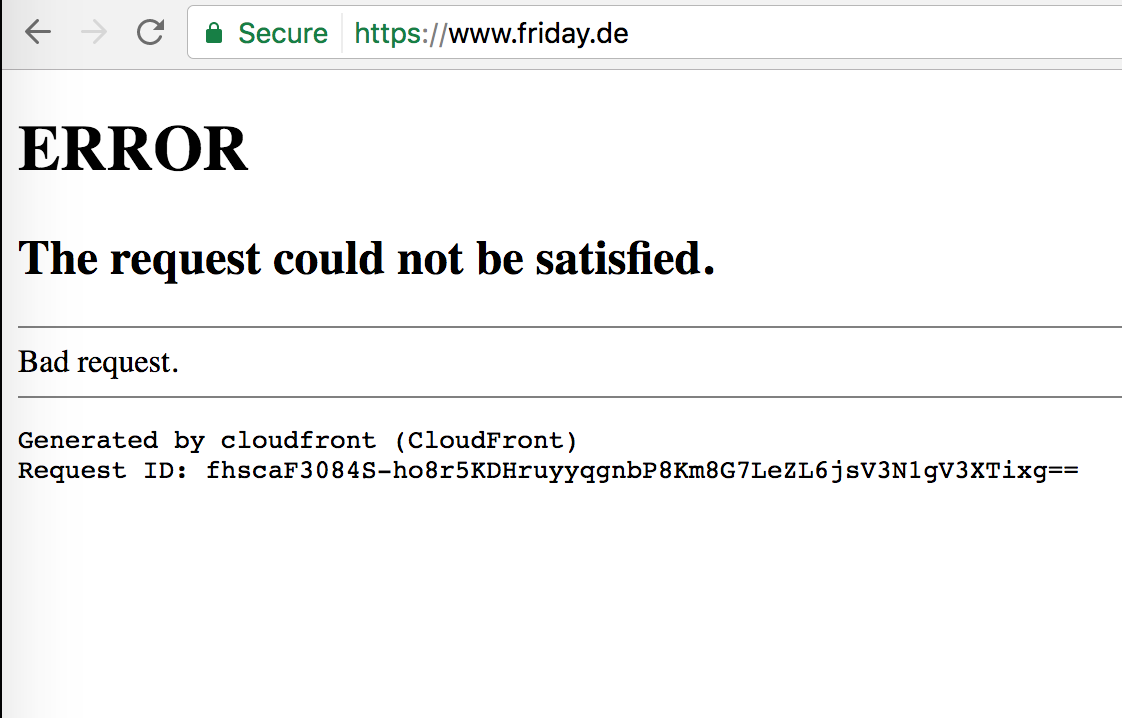 Secure https://www.friday.de
ERROR
The request could not be satisfied.
Bad request.
Generated by cloudfront (CloudFront)
Request ID: fhscaF3084S-ho8r5KDHruyyqgnbP8Km8G7LeZL6jsV3N1gV3XTixg==